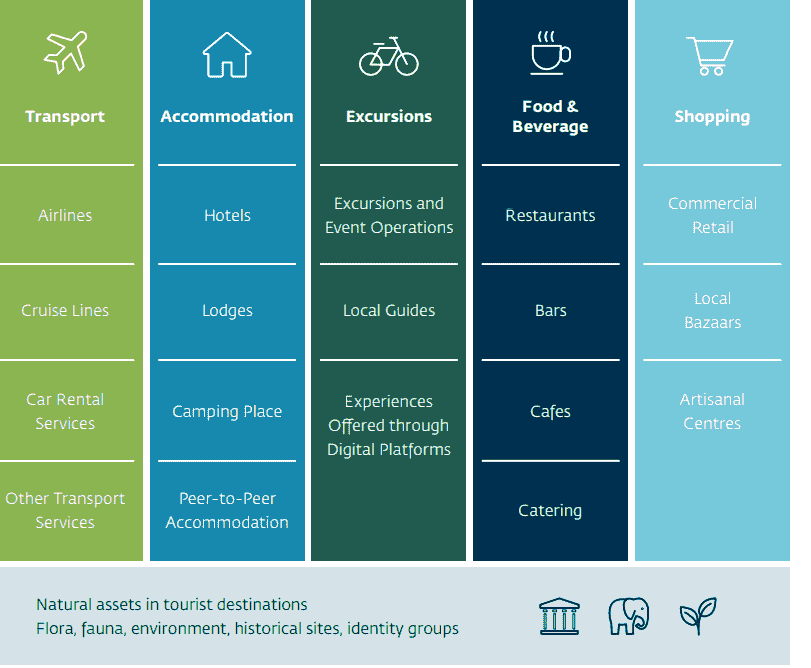 Transport
Accommodation
Excursions
Food &
Beverage
Shopping
Airlines
Hotels
Excursions and
Event Operations
Restaurants
Commercial
Retail
Cruise Lines
Lodges
Local Guides
Bars
Local
Bazaars
Car Rental
Services
Camping Place
Experiences
Offered through
Digital Platforms
Cafes
Artisanal
Centres
Other Transport
Services
Peer-to-Peer
Accommodation
Catering
Natural assets in tourist destinations
Flora, fauna, environment, historical sites, identity groups